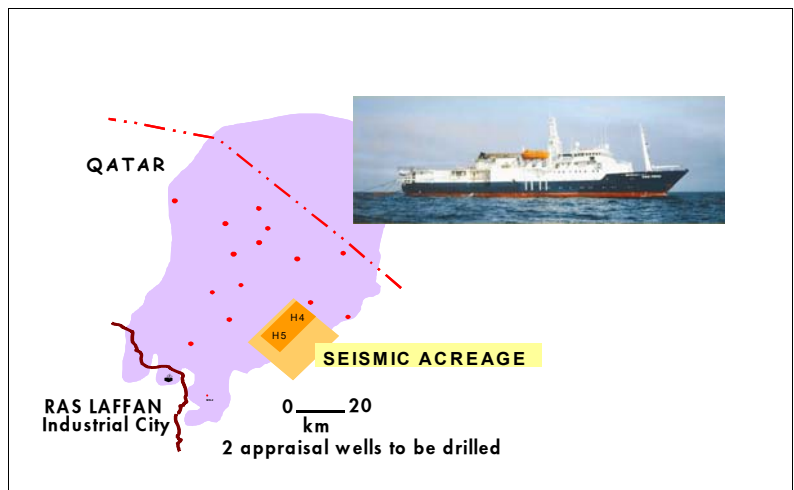 QATAR
H4
H5
SEISMIC ACREAGE
RAS LAFFAN
Industrial City
0 20
km
2 appraisal wells to be drilled